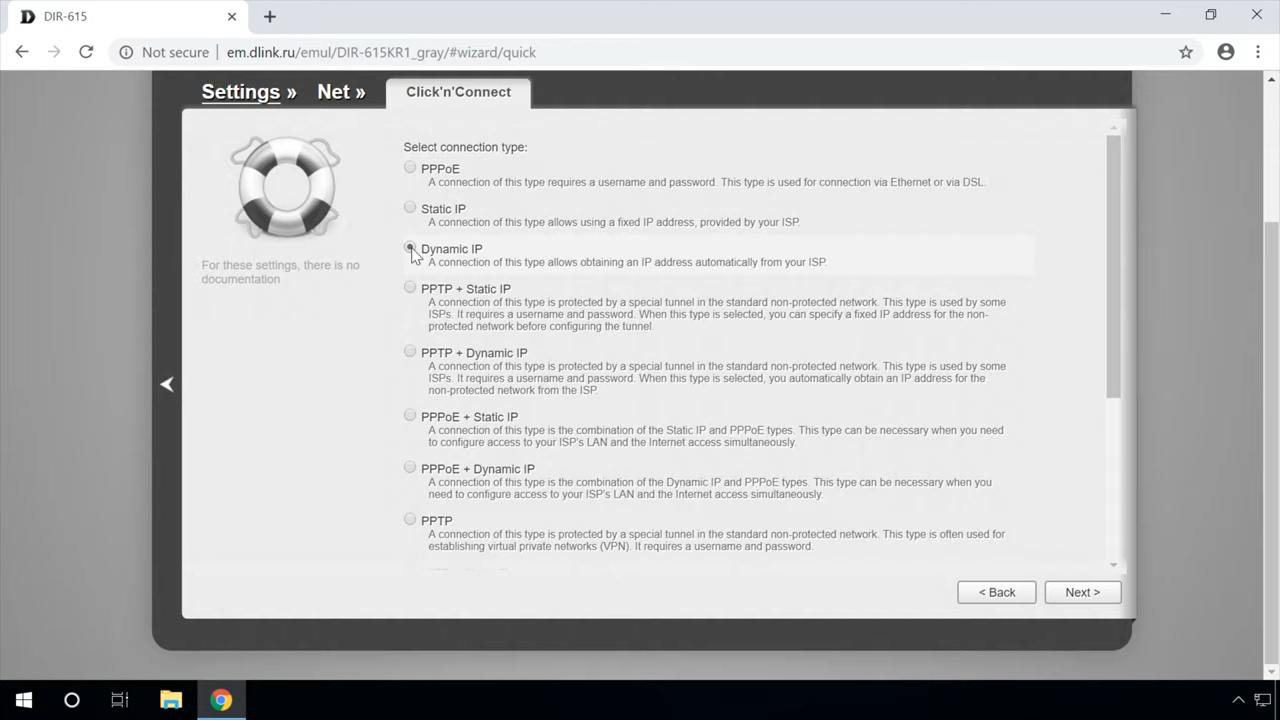 DIR-615
Not secure
em.dlink.ru/emul/DIR-615KR1_gray/#wizard/quick
Settings »
Net »
Click'n'Connect
For these settings, there is no
documentation
Select connection type:
PPPoE
A connection of this type requires a username and password. This type is used for connection via Ethernet or via DSL.
Static IP
A connection of this type allows using a fixed IP address, provided by your ISP.
Dynamic IP
A connection of this type allows obtaining an IP address automatically from your ISP.
PPTP + Static IP
A connection of this type is protected by a special tunnel in the standard non-protected network. This type is used by some
ISPs. It requires a username and password. When this type is selected, you can specify a fixed IP address for the non-
protected network before configuring the tunnel.
PPTP + Dynamic IP
A connection of this type is protected by a special tunnel in the standard non-protected network. This type is used by some
ISPs. It requires a username and password. When this type is selected, you automatically obtain an IP address for the
non-protected network from the ISP.
PPPoE + Static IP
A connection of this type is the combination of the Static IP and PPPoE types. This type can be necessary when you need
to configure access to your ISP's LAN and the Internet access simultaneously.
PPPoE + Dynamic IP
A connection of this type is the combination of the Dynamic IP and PPPoE types. This type can be necessary when you
need to configure access to your ISP's LAN and the Internet access simultaneously.
PPTP
A connection of this type is protected by a special tunnel in the standard non-protected network. This type is often used for
establishing virtual private networks (VPN). It requires a username and password.
< Back
Next >